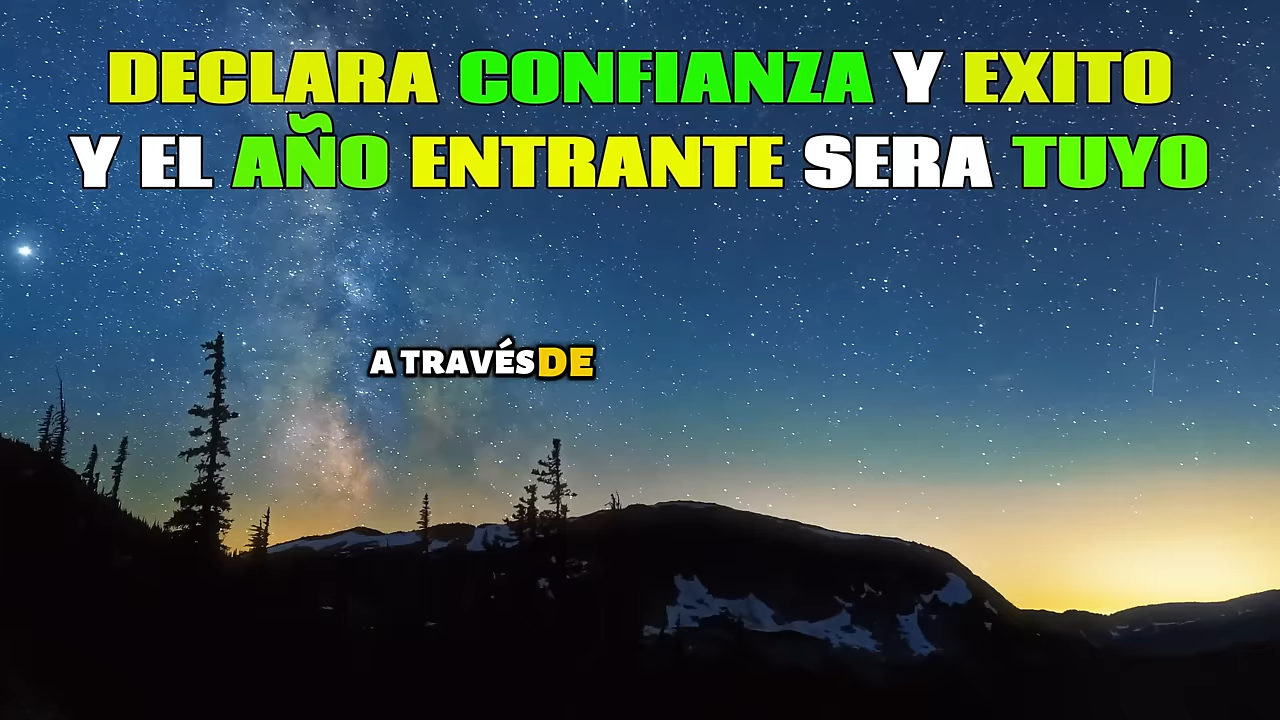 DECLARA CONFIANZA Y EXITO
Y EL AÑO ENTRANTE SERA TUYO
A TRAVÉS DE